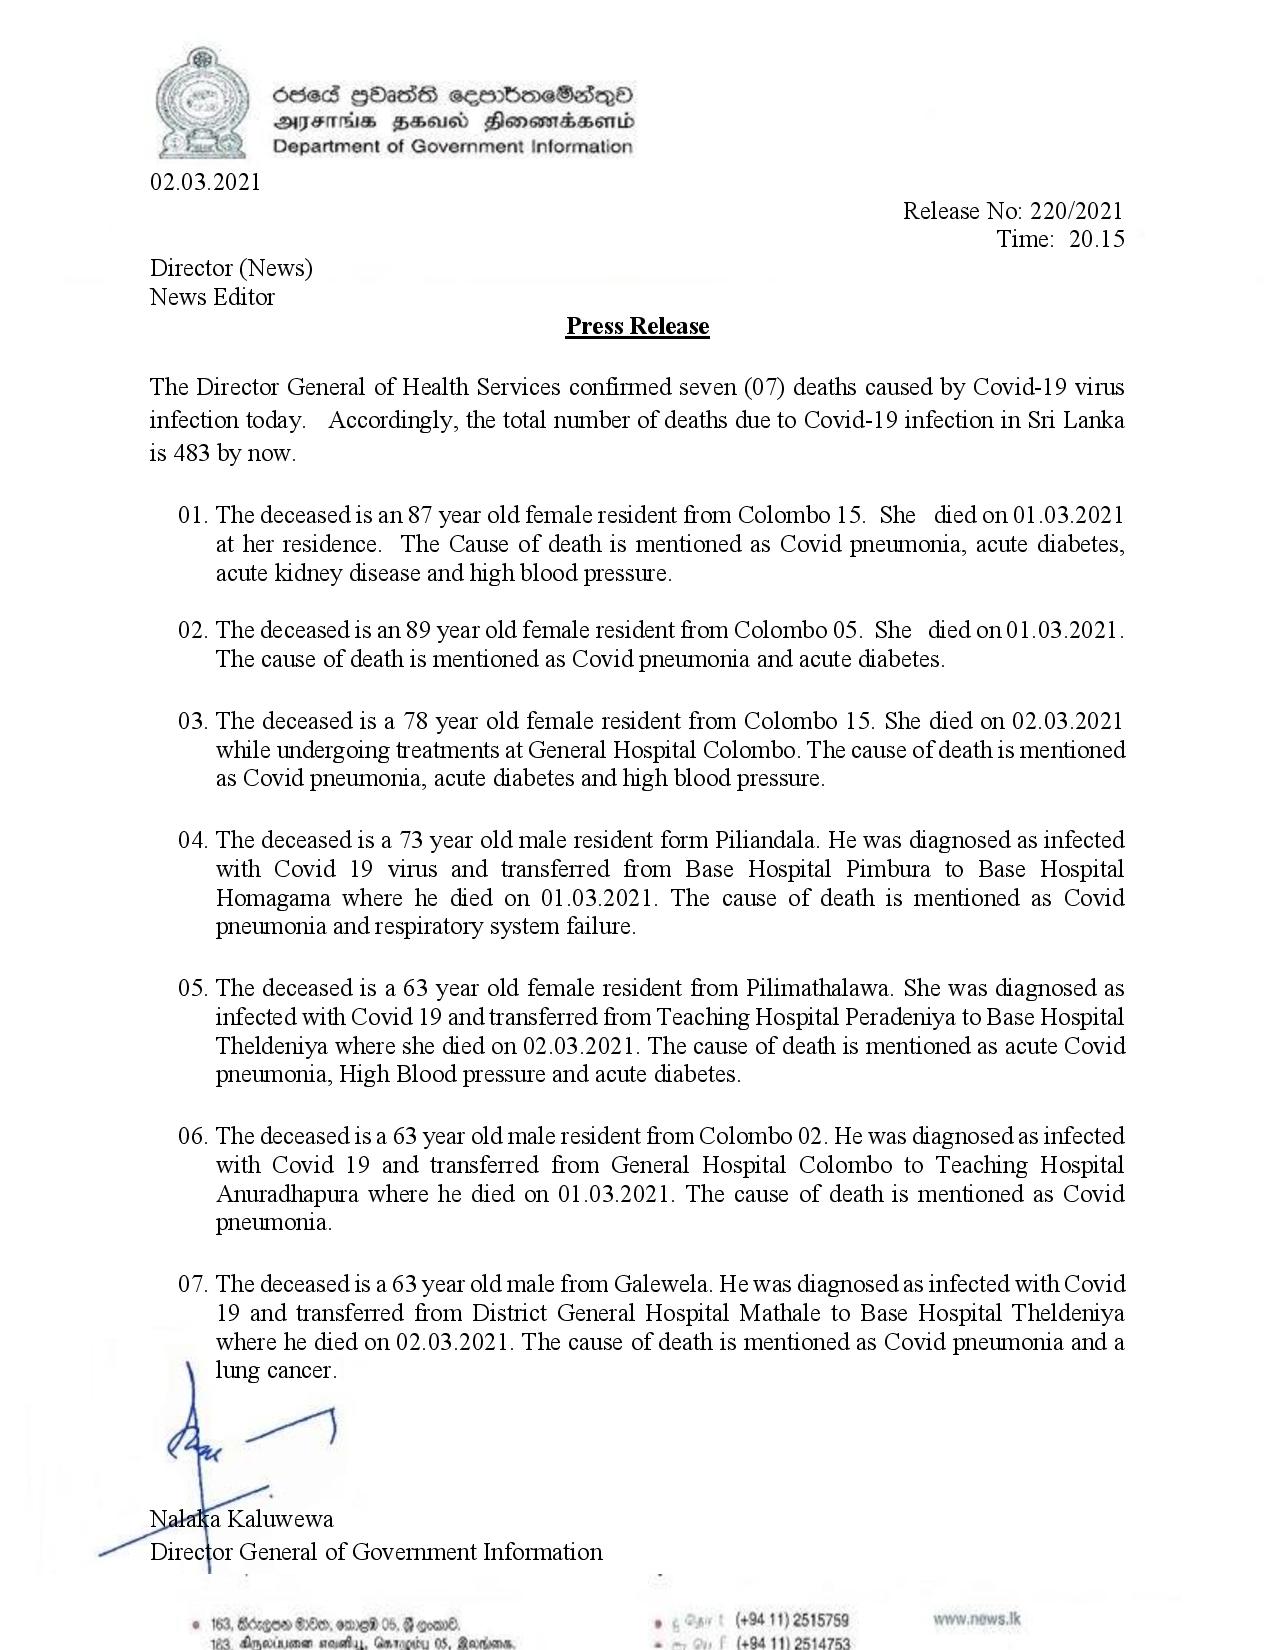 රජයේ ප්‍රවෘත්ති දෙපාර්තමේන්තුව
அரசாங்க தகவல் திணைக்களம்
Department of Government Information
02.03.2021
Release No: 220/2021
Time: 20.15
Director (News)
News Editor
Press Release
The Director General of Health Services confirmed seven (07) deaths caused by Covid-19 virus
infection today. Accordingly, the total number of deaths due to Covid-19 infection in Sri Lanka
is 483 by now.
01. The deceased is an 87 year old female resident from Colombo 15. She died on 01.03.2021
at her residence. The Cause of death is mentioned as Covid pneumonia, acute diabetes,
acute kidney disease and high blood pressure.
02. The deceased is an 89 year old female resident from Colombo 05. She died on 01.03.2021.
The cause of death is mentioned as Covid pneumonia and acute diabetes.
03. The deceased is a 78 year old female resident from Colombo 15. She died on 02.03.2021
while undergoing treatments at General Hospital Colombo. The cause of death is mentioned
as Covid pneumonia, acute diabetes and high blood pressure.
04. The deceased is a 73 year old male resident form Piliandala. He was diagnosed as infected
with Covid 19 virus and transferred from Base Hospital Pimbura to Base Hospital
Homagama where he died on 01.03.2021. The cause of death is mentioned as Covid
pneumonia and respiratory system failure.
05. The deceased is a 63 year old female resident from Pilimathalawa. She was diagnosed as
infected with Covid 19 and transferred from Teaching Hospital Peradeniya to Base Hospital
Theldeniya where she died on 02.03.2021. The cause of death is mentioned as acute Covid
pneumonia, High Blood pressure and acute diabetes.
06. The deceased is a 63 year old male resident from Colombo 02. He was diagnosed as infected
with Covid 19 and transferred from General Hospital Colombo to Teaching Hospital
Anuradhapura where he died on 01.03.2021. The cause of death is mentioned as Covid
pneumonia.
07. The deceased is a 63 year old male from Galewela. He was diagnosed as infected with Covid
19 and transferred from District General Hospital Mathale to Base Hospital Theldeniya
where he died on 02.03.2021. The cause of death is mentioned as Covid pneumonia and a
lung cancer.
Nalaka Kaluwewa
Director General of Government Information
163, කිරුලපන මාවත, කොළඹ 05, ශ්‍රී ලංකාව.
(+94 11) 2515759
www.news.lk
163, கொழும்பு 05, இலங்கை.
(+94 11) 2514753